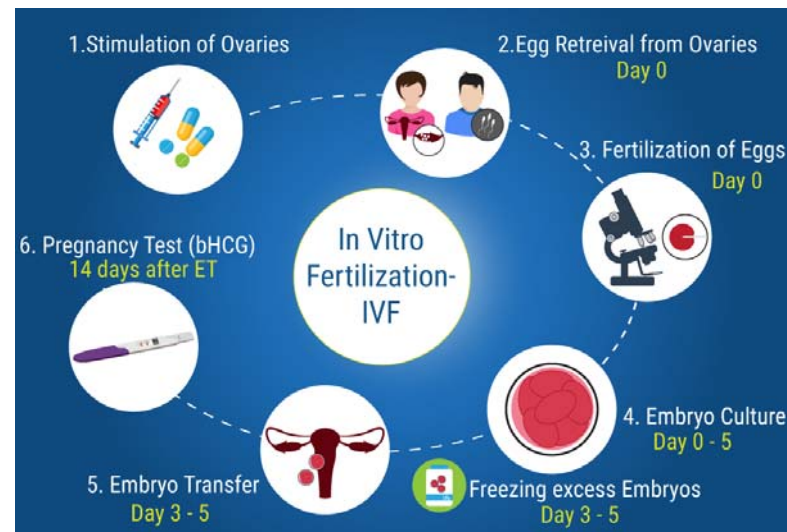 1.Stimulation of Ovaries
2.Egg Retreival from Ovaries
Day 0
3. Fertilization of Eggs
Day 0
4. Embryo Culture
Day 0 - 5
Freezing excess Embryos
Day 3 - 5
5. Embryo Transfer
Day 3 - 5
6. Pregnancy Test (bHCG)
14 days after ET
In Vitro
Fertilization-
IVF